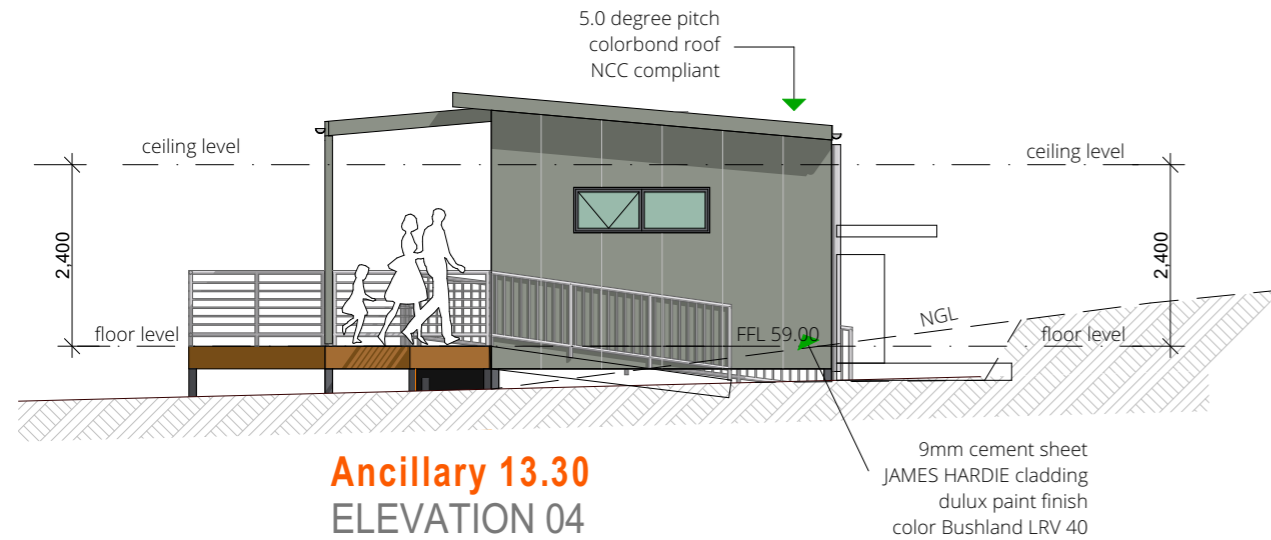 5.0 degree pitch
colorbond roof
NCC compliant
ceiling level
ceiling level
2,400
2,400
floor level
FFL 59.00
NGL
floor level
9mm cement sheet
JAMES HARDIE cladding
dulux paint finish
color Bushland LRV 40
Ancillary 13.30
ELEVATION 04